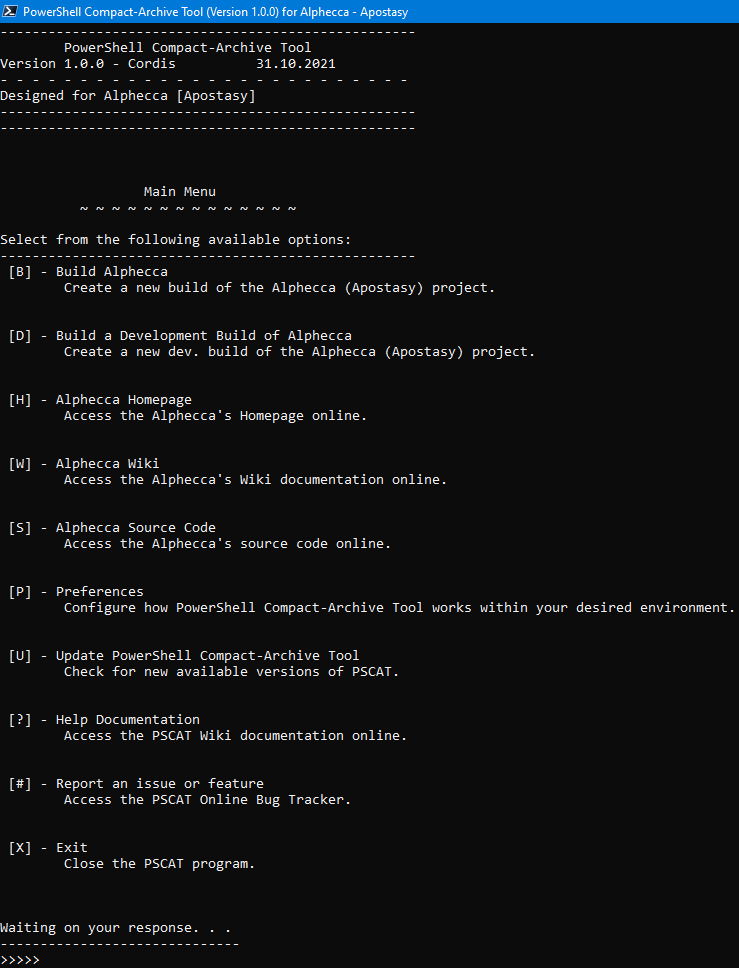 PowerShell Compact-Archive Tool (Version 1.0.0) for Alphecca - Apostasy
----------------------------------------------------
PowerShell Compact-Archive Tool
Version 1.0.0 - Cordis          31.10.2021
- - - - - - - - - - - - - - - - - - - - - - - - - -
Designed for Alphecca [Apostasy]
----------------------------------------------------
----------------------------------------------------
Main Menu
~ ~ ~ ~ ~ ~ ~ ~ ~ ~ ~ ~ ~ ~
Select from the following available options:
----------------------------------------------------
[B] - Build Alphecca
Create a new build of the Alphecca (Apostasy) project.
[D] - Build a Development Build of Alphecca
Create a new dev. build of the Alphecca (Apostasy) project.
[H] - Alphecca Homepage
Access the Alphecca's Homepage online.
[W] - Alphecca Wiki
Access the Alphecca's Wiki documentation online.
[S] - Alphecca Source Code
Access the Alphecca's source code online.
[P] - Preferences
Configure how PowerShell Compact-Archive Tool works within your desired environment.
[U] - Update PowerShell Compact-Archive Tool
Check for new available versions of PSCAT.
[?] - Help Documentation
Access the PSCAT Wiki documentation online.
[#] - Report an issue or feature
Access the PSCAT Online Bug Tracker.
[X] - Exit
Close the PSCAT program.
Waiting on your response. . .
------------------------------
>>>>>